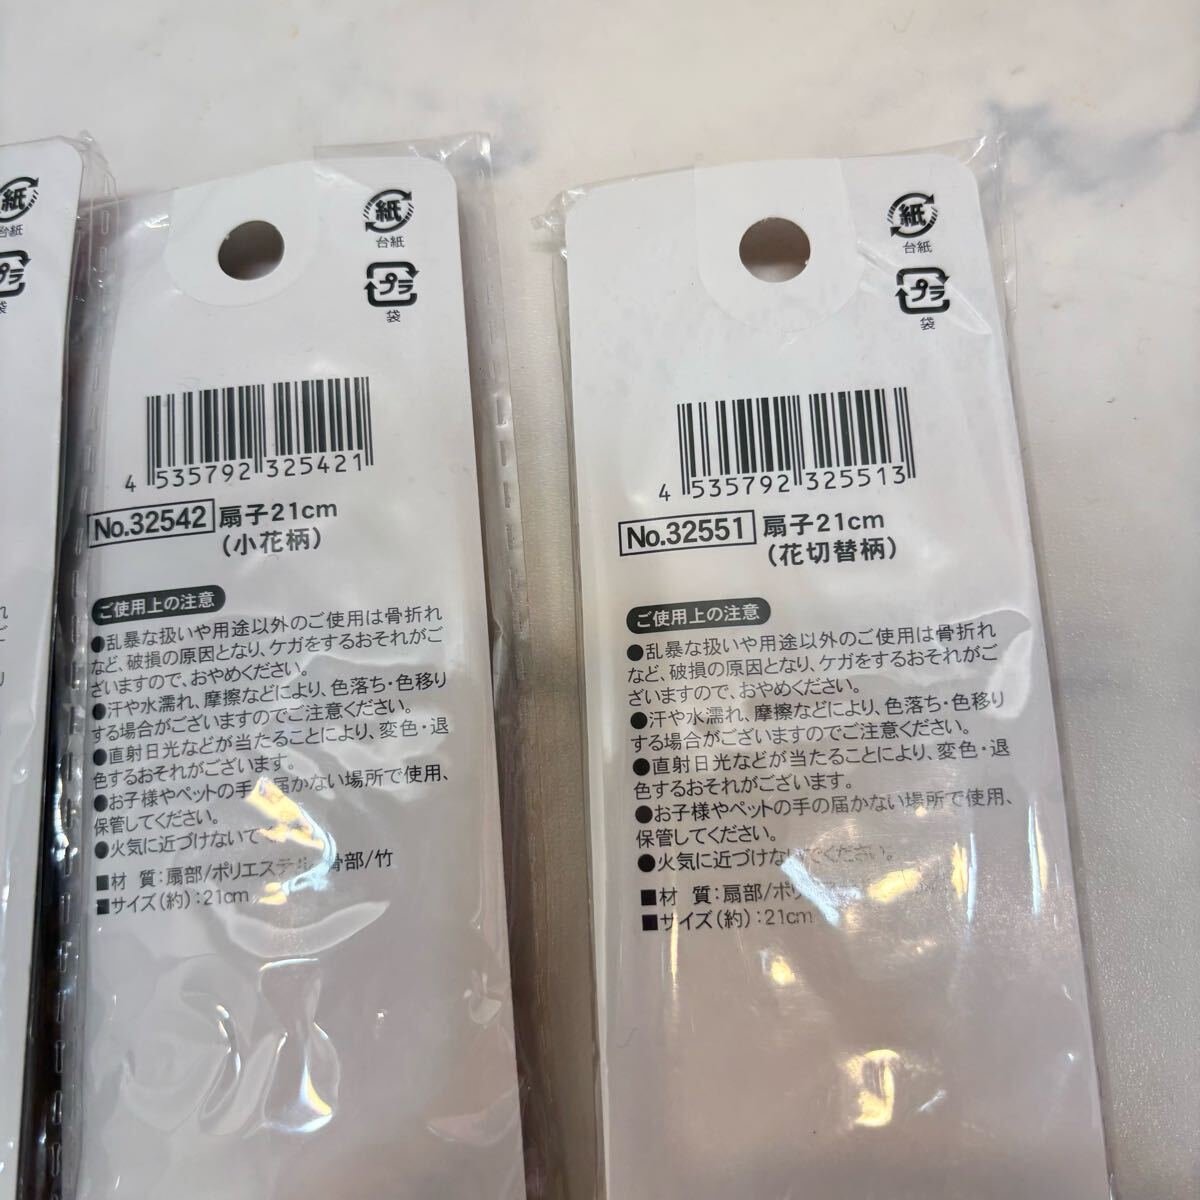 紙
台紙
プラ
袋
4 535792 325421
No.32542 扇子21cm
(小花柄)
ご使用上の注意
●乱暴な扱いや用途以外のご使用は骨折れ
など、破損の原因となり、ケガをするおそれがご
ざいますので、おやめください。
●汗や水濡れ、摩擦などにより、色落ち・色移り
する場合がございますのでご注意ください。
●直射日光などが当たることにより、変色・退
色するおそれがございます。
●お子様やペットの手の届かない場所で使用、
保管してください。
●火気に近づけないで
■材 質:扇部/ポリエステル 骨部/竹
■サイズ(約):21cm
紙
台紙
プラ
袋
4 535792 325513
No.32551 扇子21cm
(花切替柄)
ご使用上の注意
●乱暴な扱いや用途以外のご使用は骨折れ
など、破損の原因となり、ケガをするおそれがご
ざいますので、おやめください。
●汗や水濡れ、摩擦などにより、色落ち・色移り
する場合がございますのでご注意ください。
●直射日光などが当たることにより、変色・退
色するおそれがございます。
●お子様やペットの手の届かない場所で使用、
保管してください。
●火気に近づけないでください。
■材 質:扇部/ポリ
■サイズ(約):21cm
紙
台紙
プラ
袋